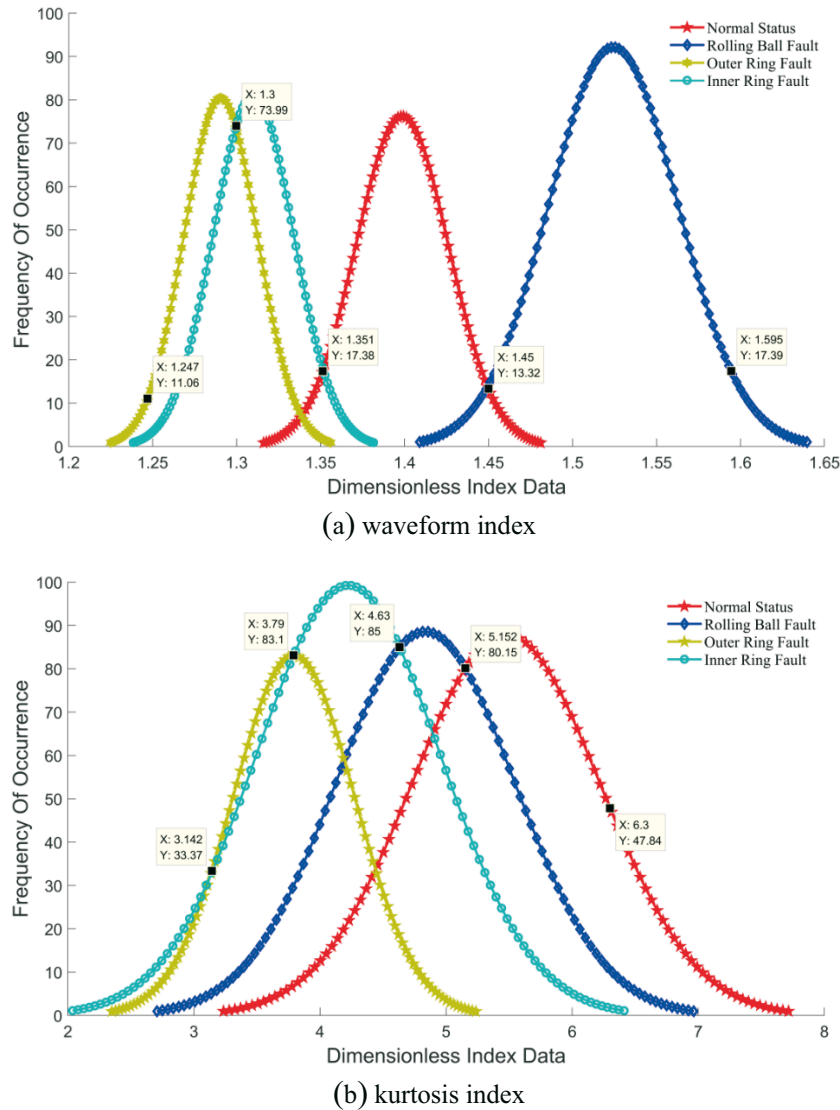 100
90
80
70
60
50
40
30
20
10
0
Frequency Of Occurrence
Normal Status
Rolling Ball Fault
Outer Ring Fault
Inner Ring Fault
X: 1.3
Y: 73.99
X: 1.247
Y: 11.06
X: 1.351
Y: 17.38
X: 1.45
Y: 13.32
X: 1.595
Y: 17.39
1.2 1.25 1.3 1.35 1.4 1.45 1.5 1.55 1.6 1.65
Dimensionless Index Data
(a) waveform index
100
90
80
70
60
50
40
30
20
10
0
Frequency Of Occurrence
Normal Status
Rolling Ball Fault
Outer Ring Fault
Inner Ring Fault
X: 3.79
Y: 83.1
X: 4.63
Y: 85
X: 5.152
Y: 80.15
X: 3.142
Y: 33.37
X: 6.3
Y: 47.84
2 3 4 5 6 7 8
Dimensionless Index Data
(b) kurtosis index